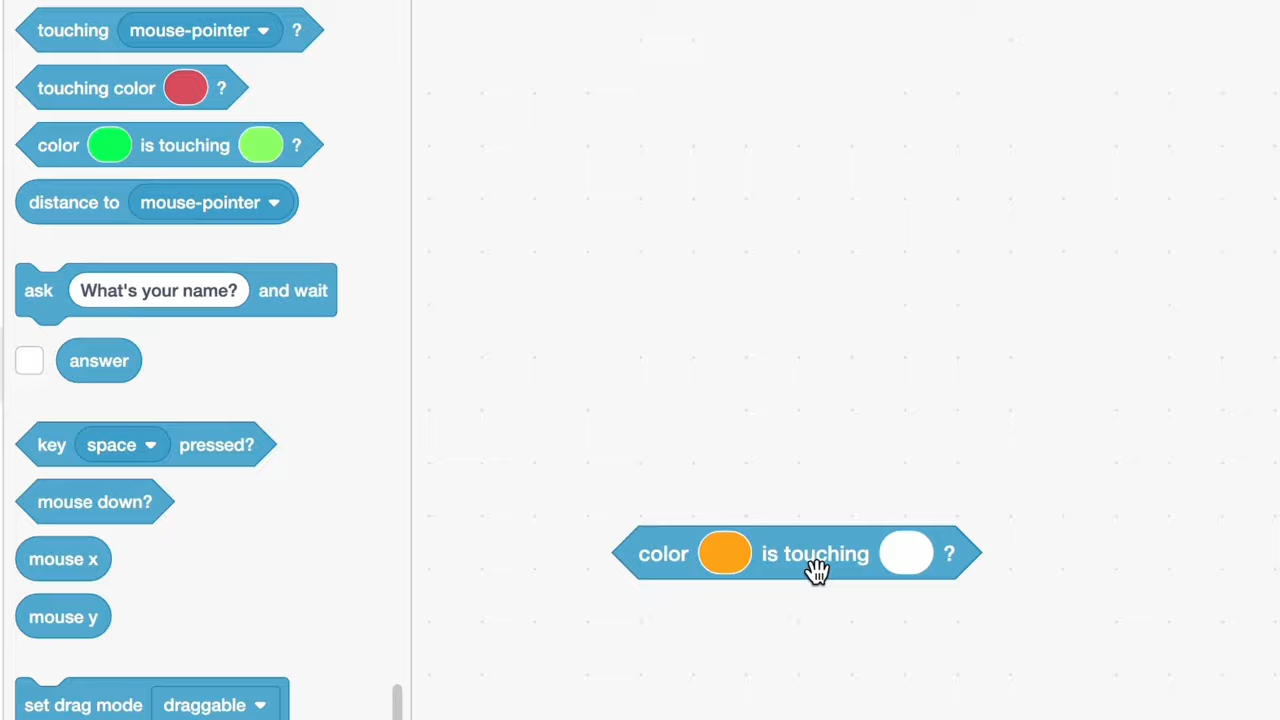 touching mouse-pointer ?
touching color ?
color is touching ?
distance to mouse-pointer
ask What's your name? and wait
answer
key space pressed?
mouse down?
color is touching ?
mouse x
mouse y
set drag mode draggable